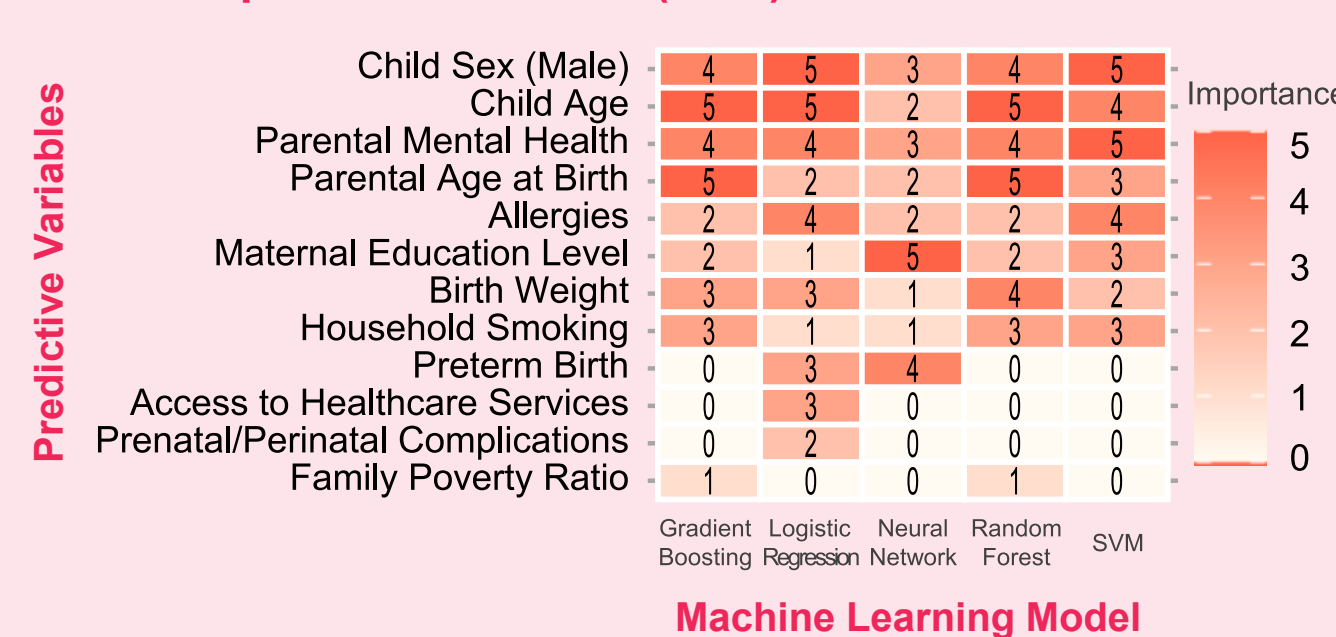 Child Sex (Male) 4 5 3 4 5
Child Age 5 5 2 5 4
Parental Mental Health 4 4 3 4 5
Parental Age at Birth 5 2 2 5 3
Allergies 2 4 2 2 4
Maternal Education Level 2 1 5 2 3
Birth Weight 3 3 1 4 2
Household Smoking 3 1 1 3 3
Preterm Birth 0 3 4 0 0
Access to Healthcare Services 0 3 0 0 0
Prenatal/Perinatal Complications 0 2 0 0 0
Family Poverty Ratio 1 0 0 1 0
Predictive Variables
Gradient Boosting
Logistic Regression
Neural Network
Random Forest
SVM
Machine Learning Model
Importance
5
4
3
2
1
0